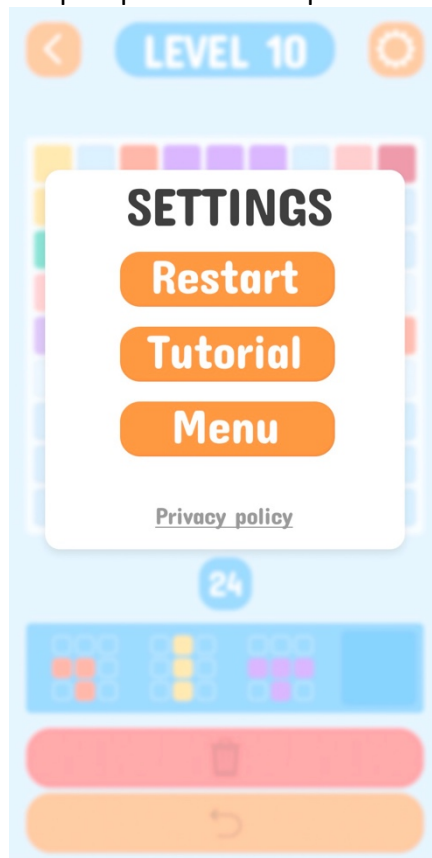 LEVEL 10
SETTINGS
Restart
Tutorial
Menu
Privacy policy
24